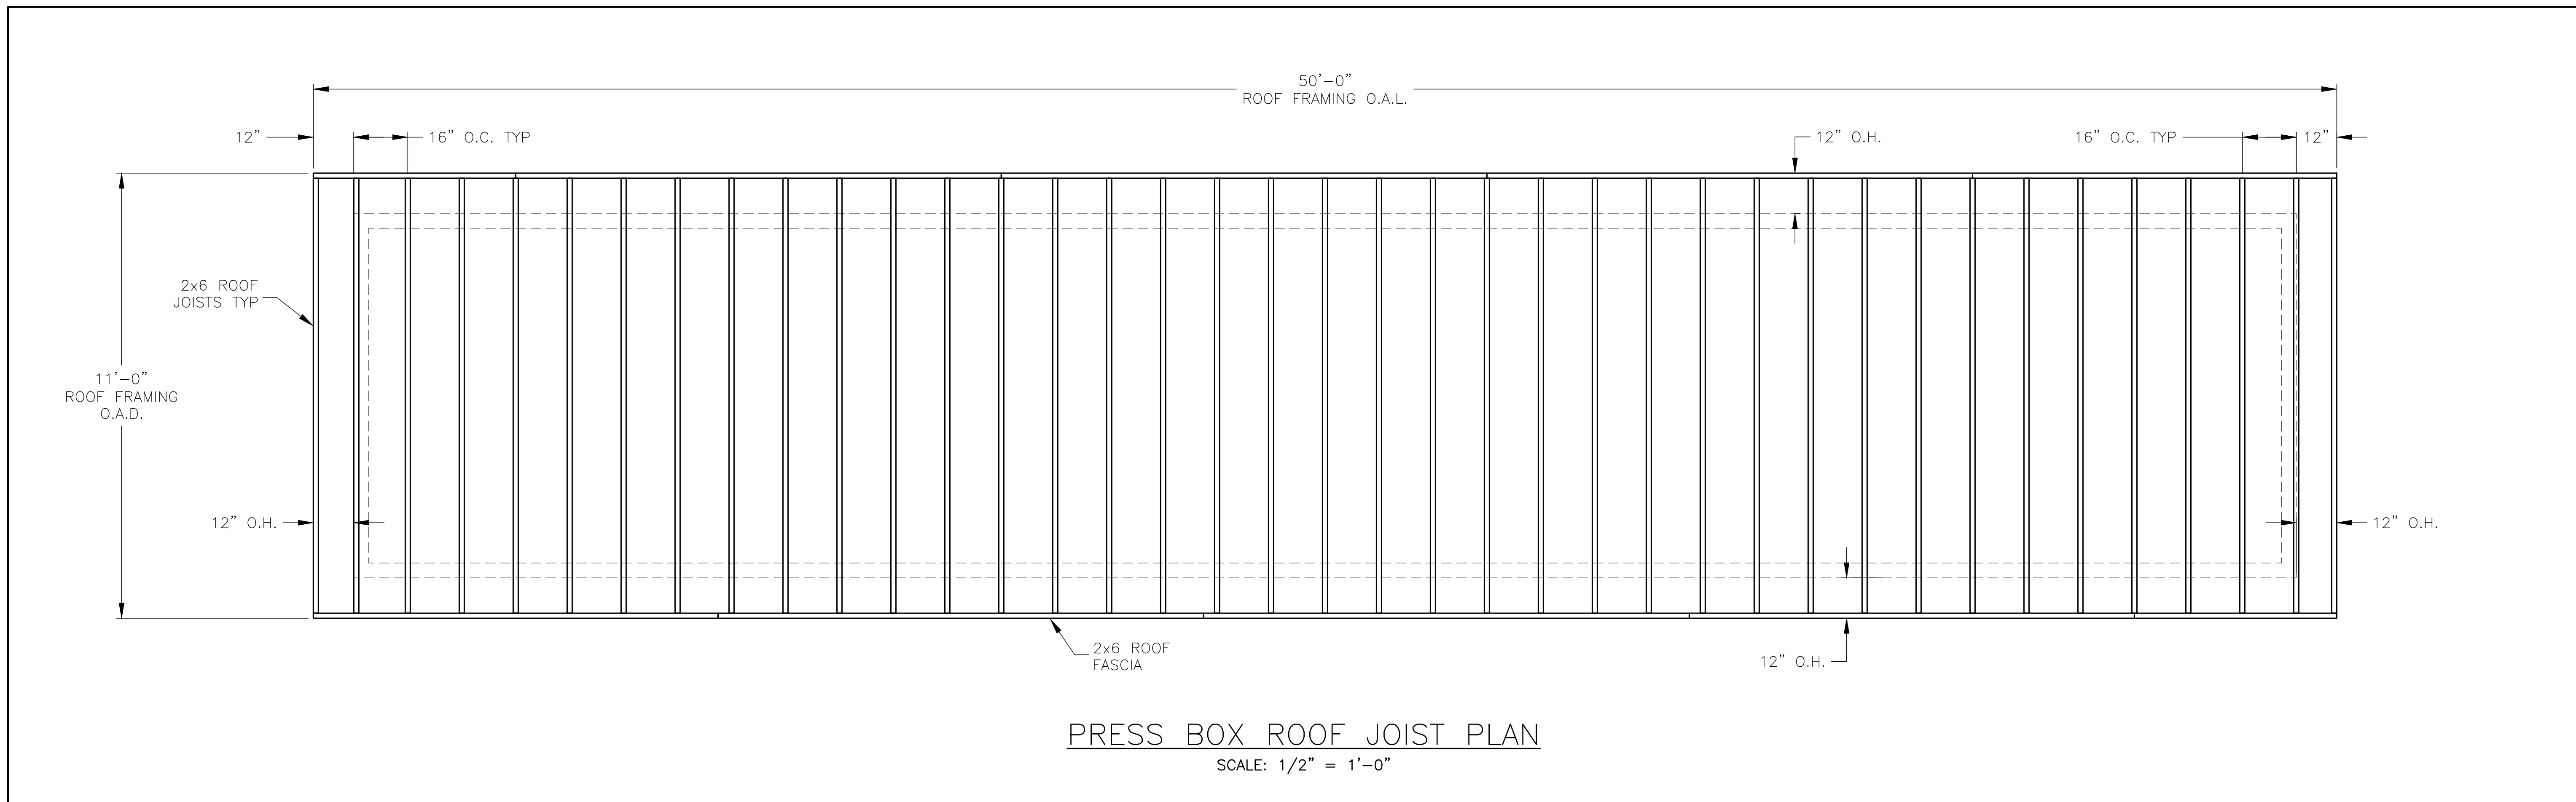 50'-0"
ROOF FRAMING O.A.L.
12"
16" O.C. TYP
12" O.H.
16" O.C. TYP
12"
2x6 ROOF
JOISTS TYP
11'-0"
ROOF FRAMING
O.A.D.
12" O.H.
12" O.H.
2x6 ROOF
FASCIA
12" O.H.
PRESS BOX ROOF JOIST PLAN
SCALE: 1/2" = 1'-0"